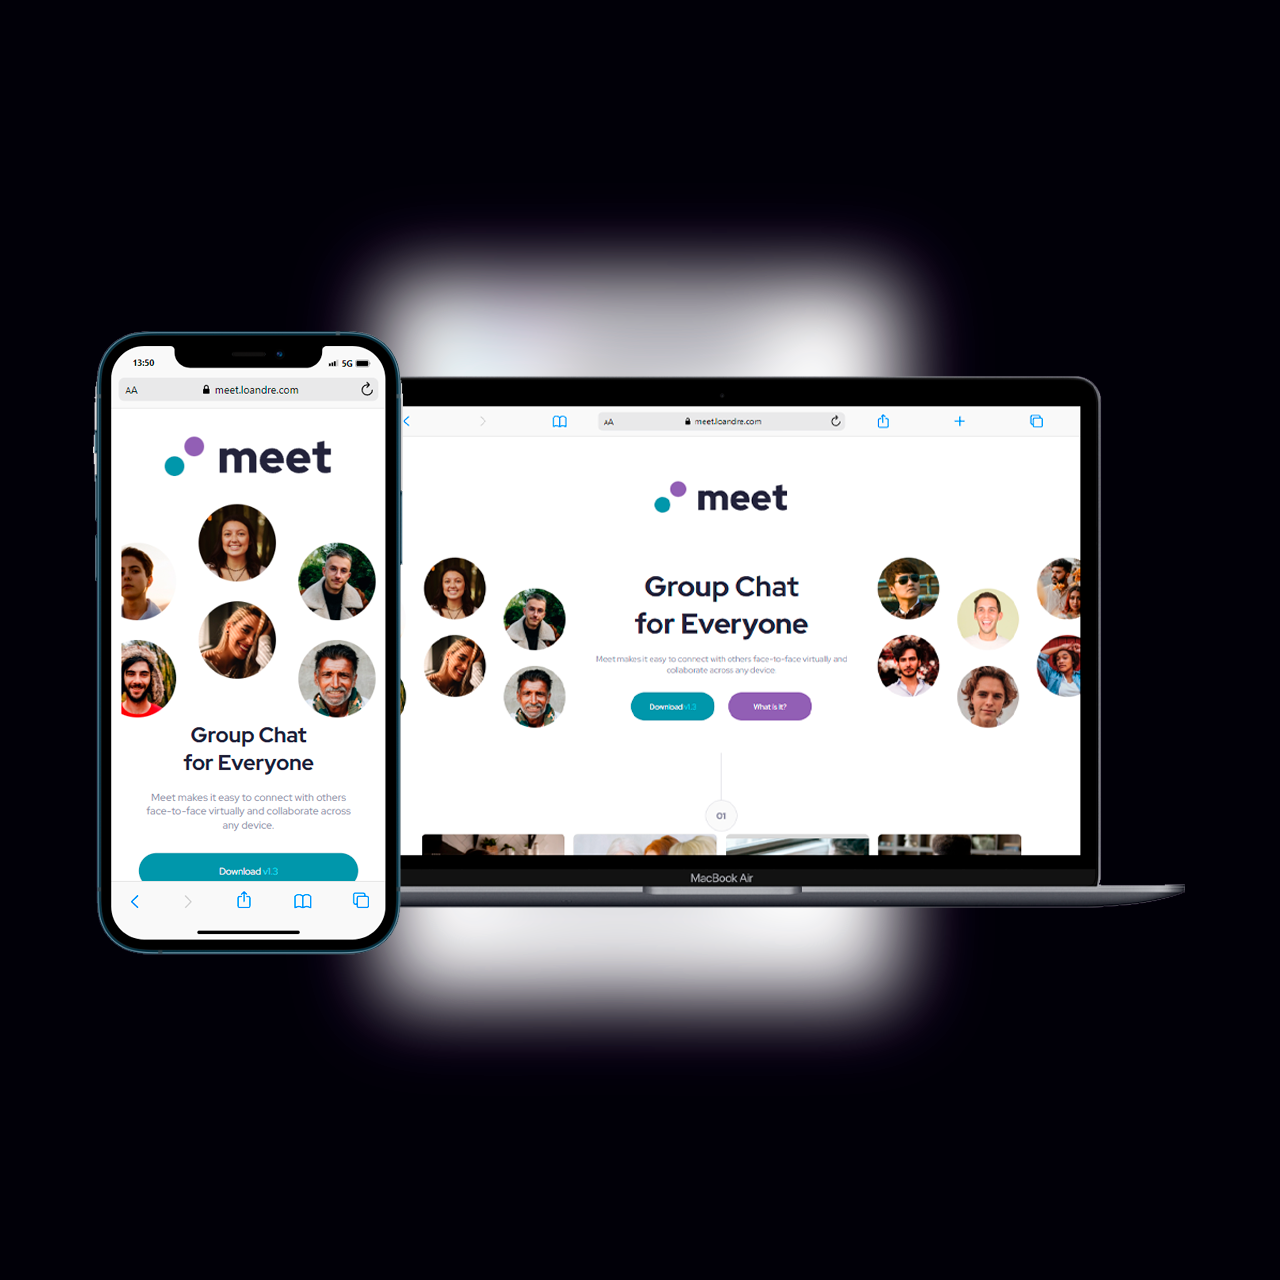 13:50
5G
AA
meet.loandre.com
meet
Group Chat
for Everyone
Meet makes it easy to connect with others
face-to-face virtually and collaborate across
any device.
Download v1.3
AA
meet.loandre.com
meet
Group Chat
for Everyone
Meet makes it easy to connect with others face-to-face virtually and
collaborate across any device
Download v1.3
What is it?
01
MacBook Air